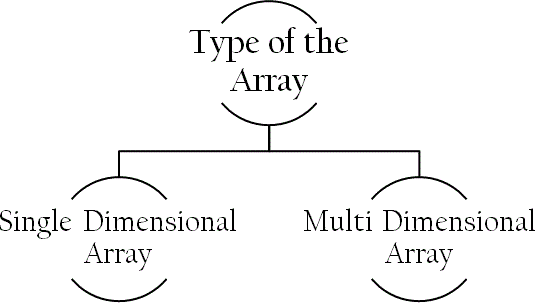 Type of the
Array
Single Dimensional
Array
Multi Dimensional
Array